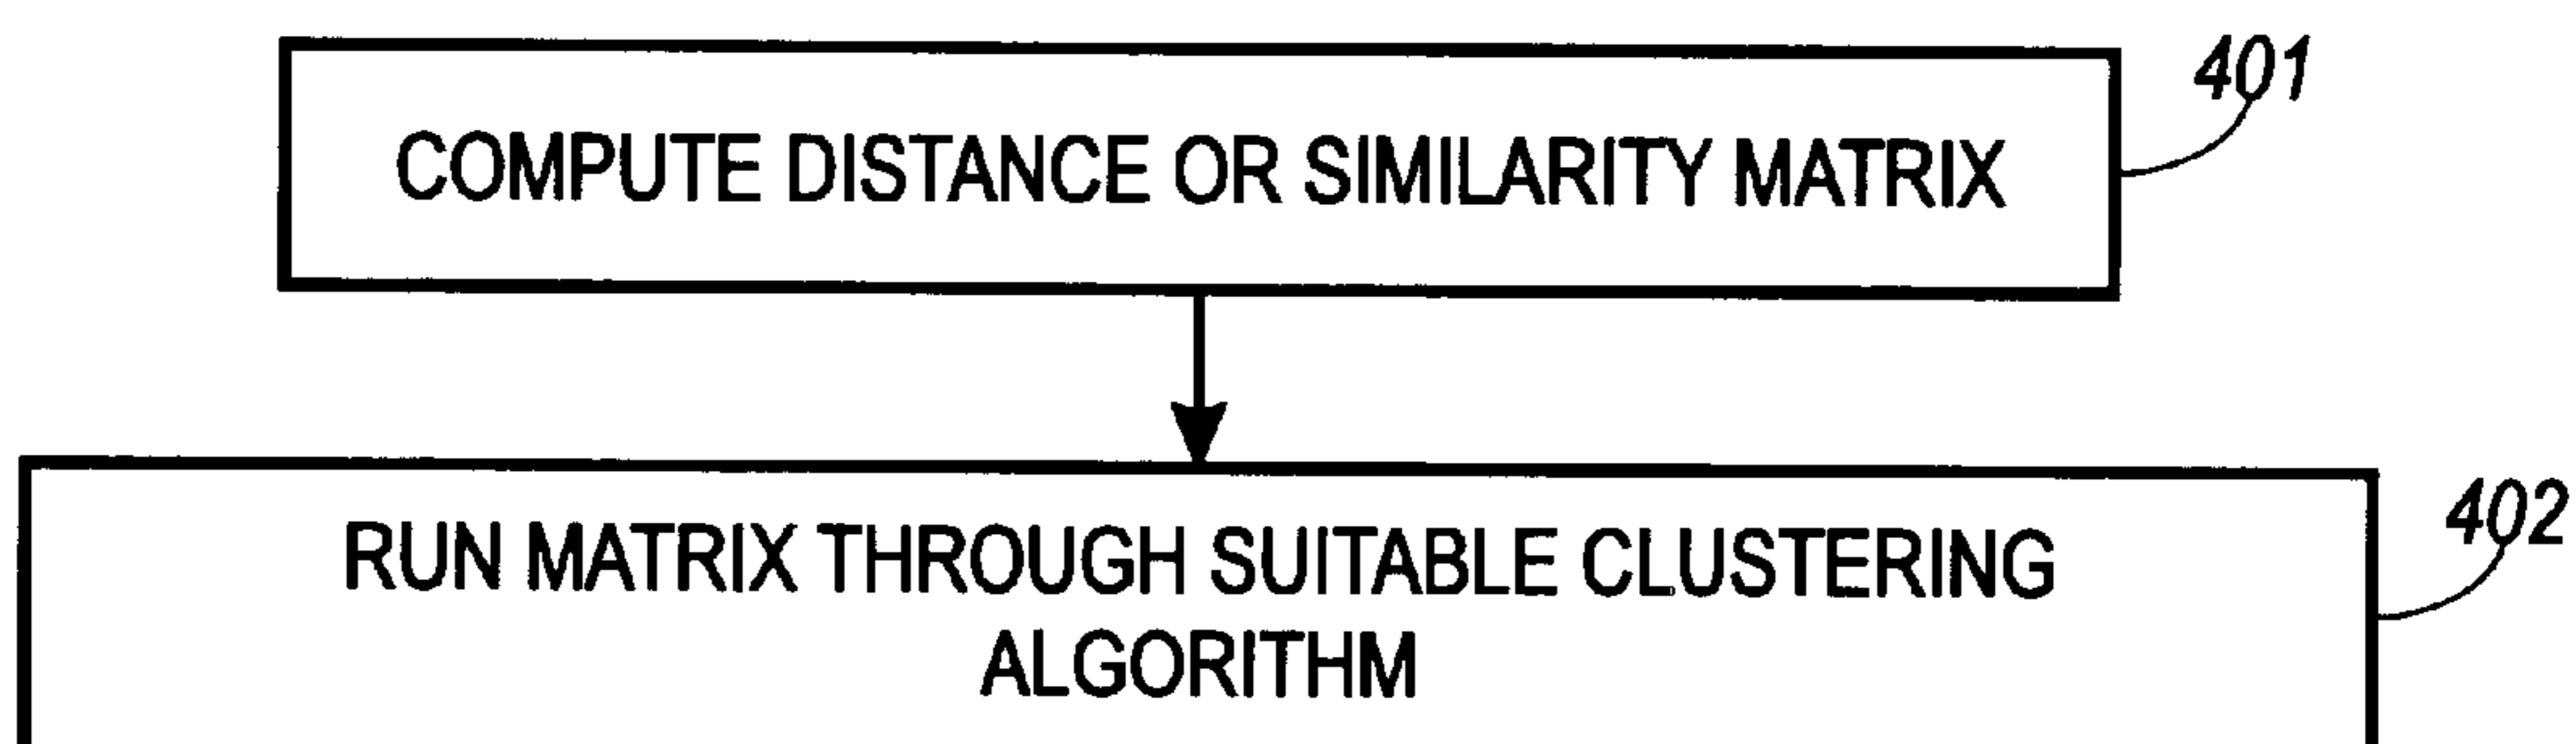 401
COMPUTE DISTANCE OR SIMILARITY MATRIX
402
RUN MATRIX THROUGH SUITABLE CLUSTERING
ALGORITHM